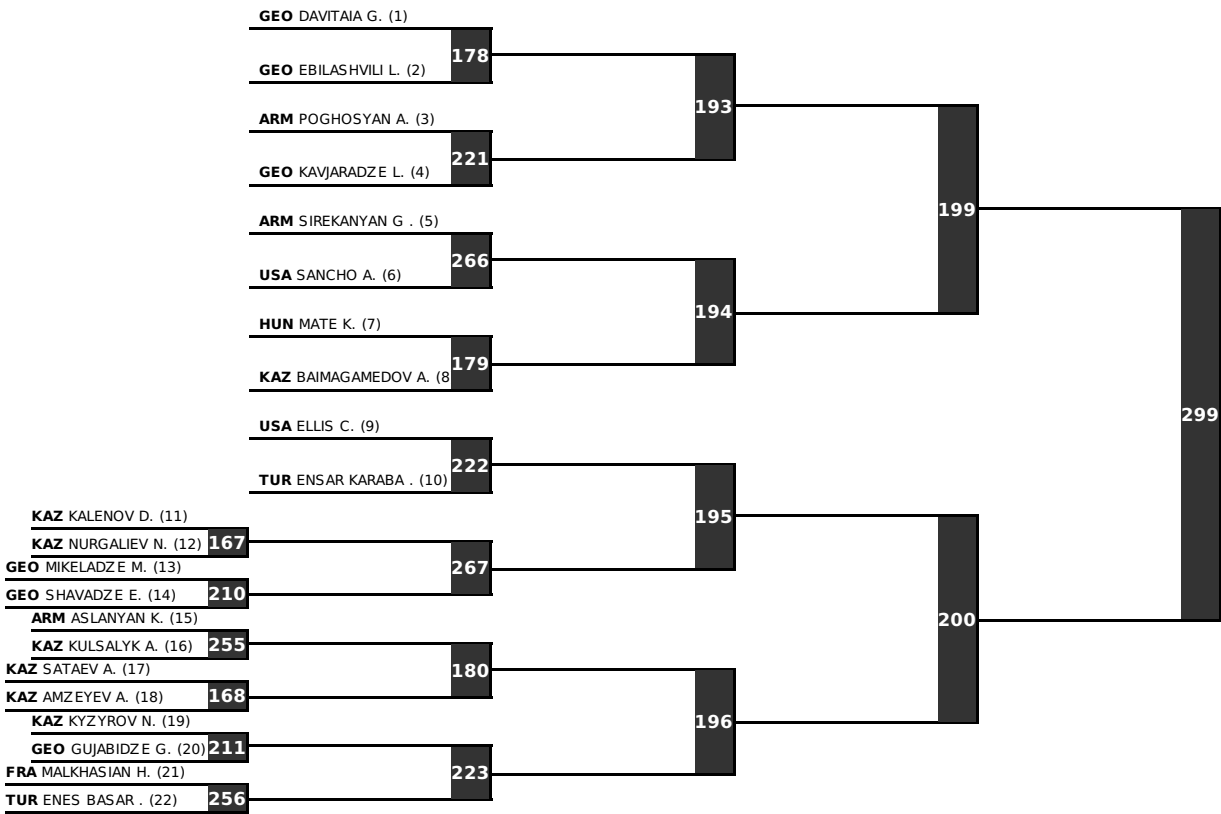 GEO DAVITAIA G. (1)
178
GEO EBILASHVILI L. (2)
193
ARM POGHOSYAN A. (3)
221
GEO KAVJARADZE L. (4)
199
ARM SIREKANYAN G . (5)
266
USA SANCHO A. (6)
194
HUN MATE K. (7)
179
KAZ BAIMAGAMEDOV A. (8
299
USA ELLIS C. (9)
222
TUR ENSAR KARABA . (10)
195
KAZ KALENOV D. (11)
KAZ NURGALIEV N. (12) 167
GEO MIKELADZE M. (13)
267
GEO SHAVADZE E. (14) 210
ARM ASLANYAN K. (15)
200
KAZ KULSALYK A. (16) 255
KAZ SATAEV A. (17)
180
KAZ AMZEYEV A. (18) 168
KAZ KYZYROV N. (19)
196
GEO GUJABIDZE G. (20) 211
FRA MALKHASIAN H. (21)
223
TUR ENES BASAR . (22) 256